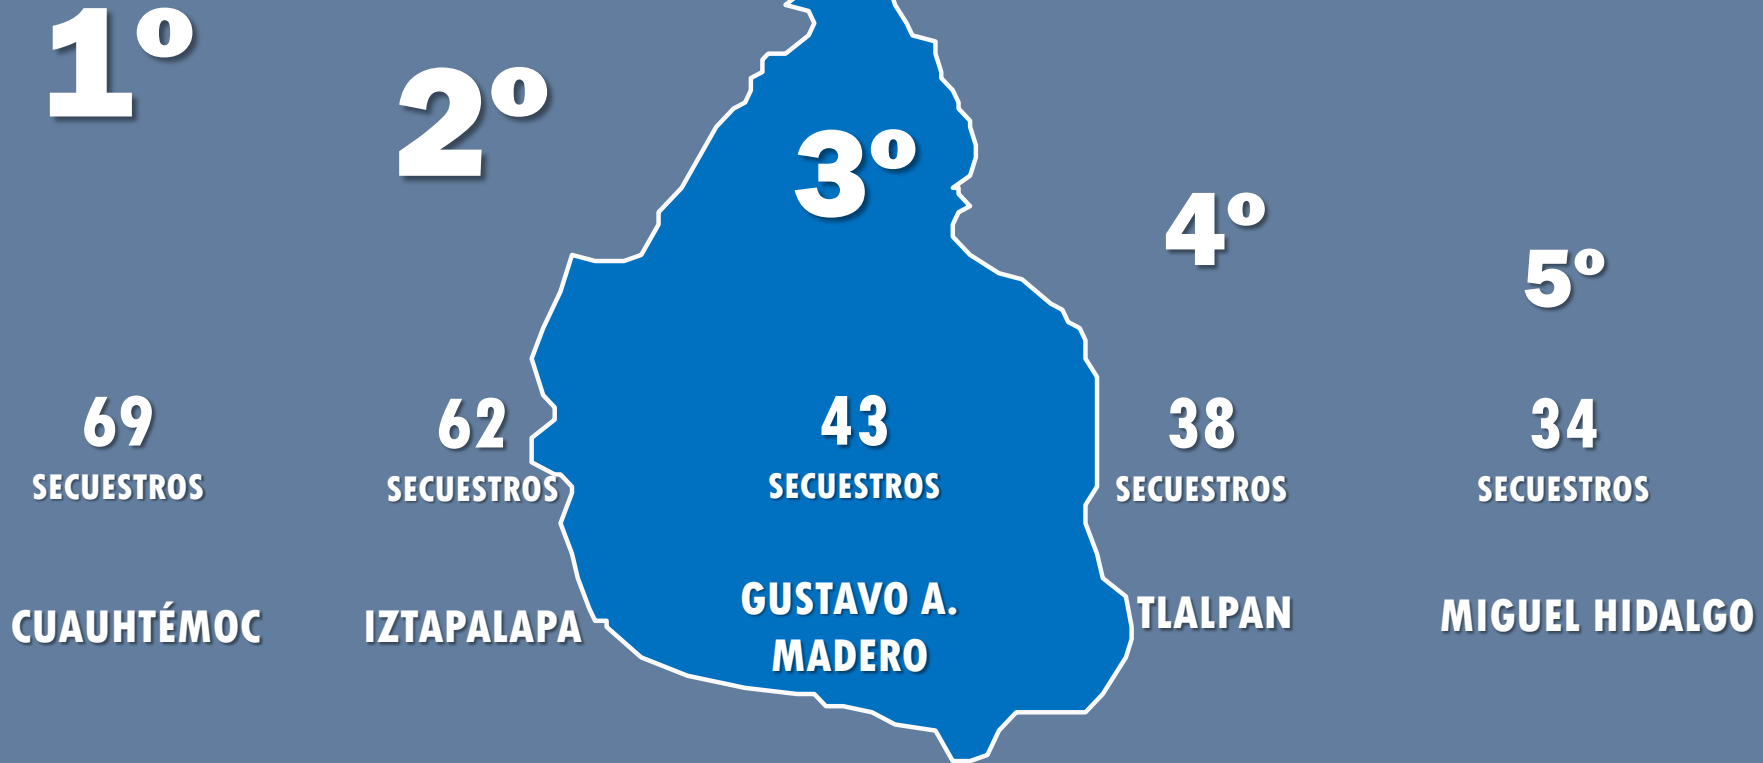 1º
2º
3º
4º
5º
69
SECUESTROS
62
SECUESTROS
43
SECUESTROS
38
SECUESTROS
34
SECUESTROS
CUAUHTÉMOC
IZTAPALAPA
GUSTAVO A.
MADERO
TLALPAN
MIGUEL HIDALGO